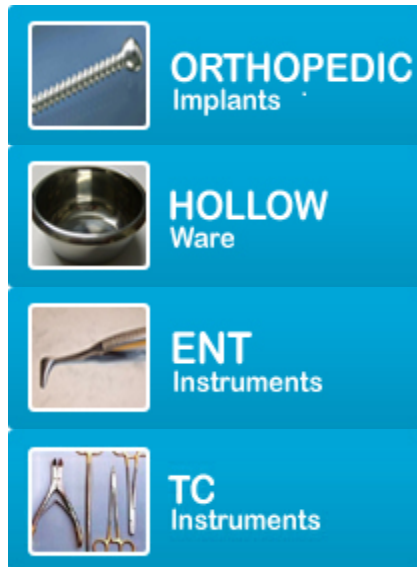 ORTHOPEDIC
Implants
HOLLOW
Ware
ENT
Instruments
TC
Instruments